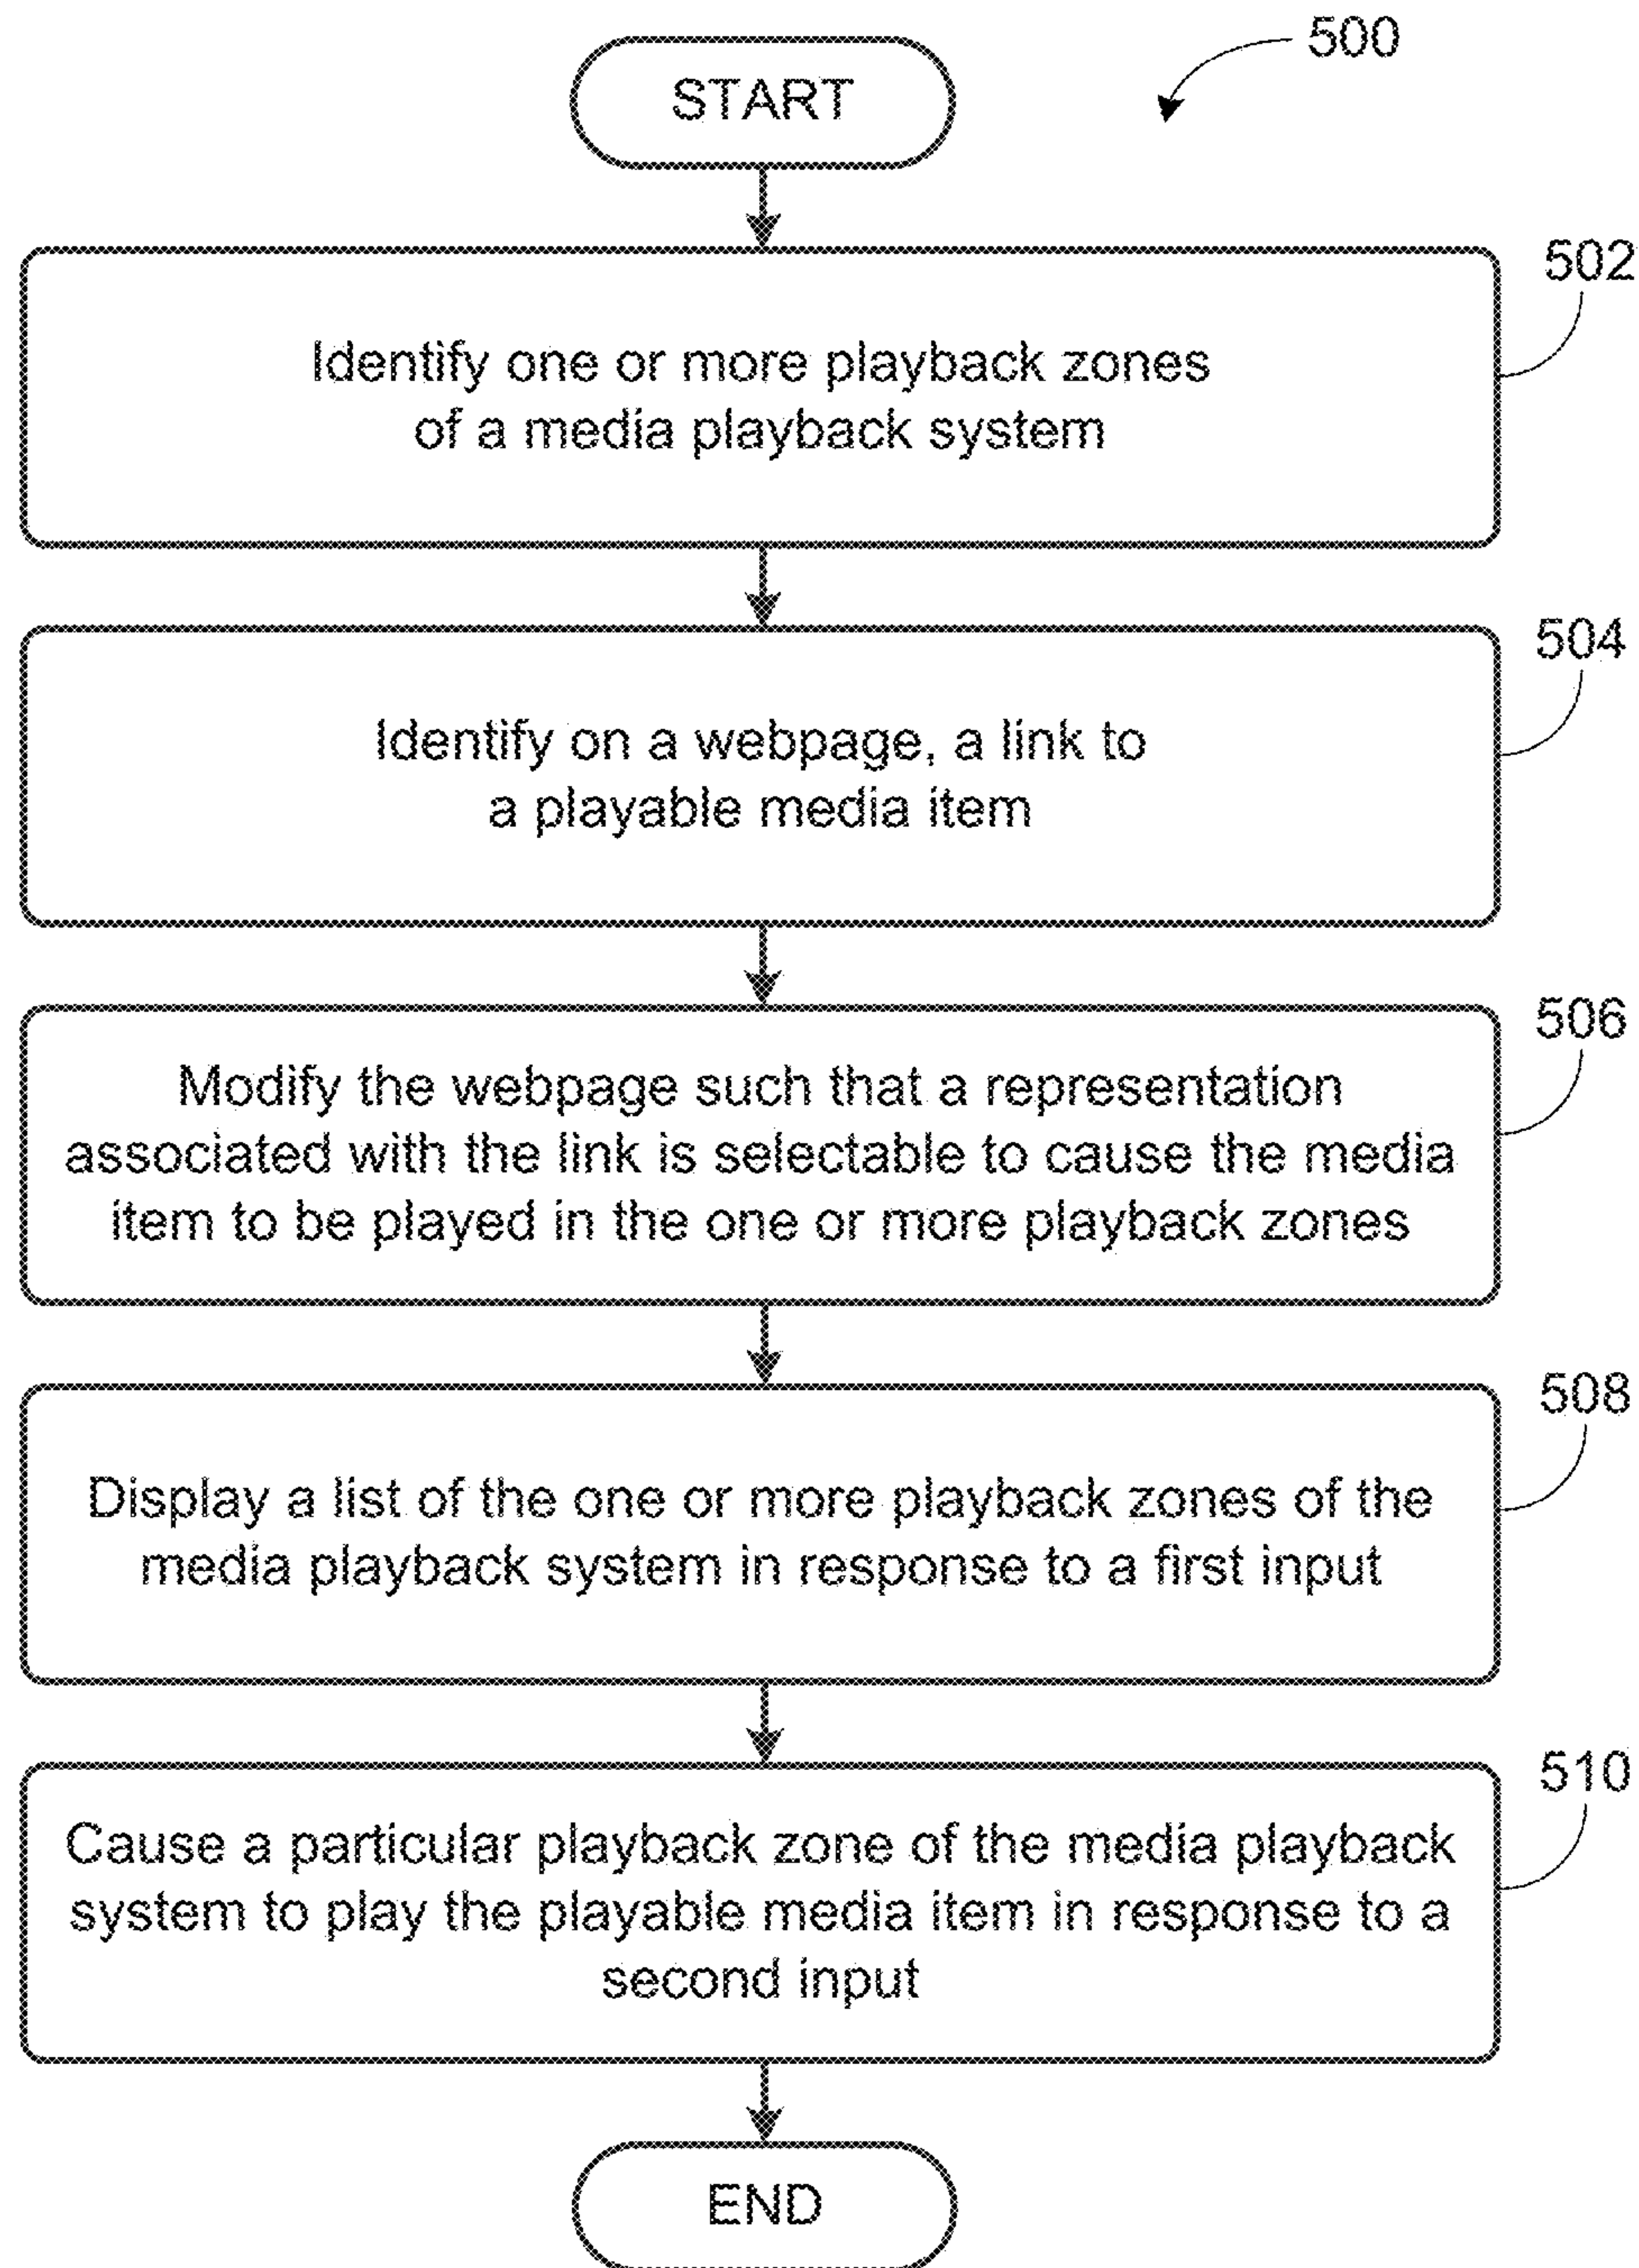 500
START
502
Identify one or more playback zones
of a media playback system
504
Identify on a webpage, a link to
a playable media item
506
Modify the webpage such that a representation
associated with the link is selectable to cause the media
item to be played in the one or more playback zones
508
Display a list of the one or more playback zones of the
media playback system in response to a first input
510
Cause a particular playback zone of the media playback
system to play the playable media item in response to a
second input
END